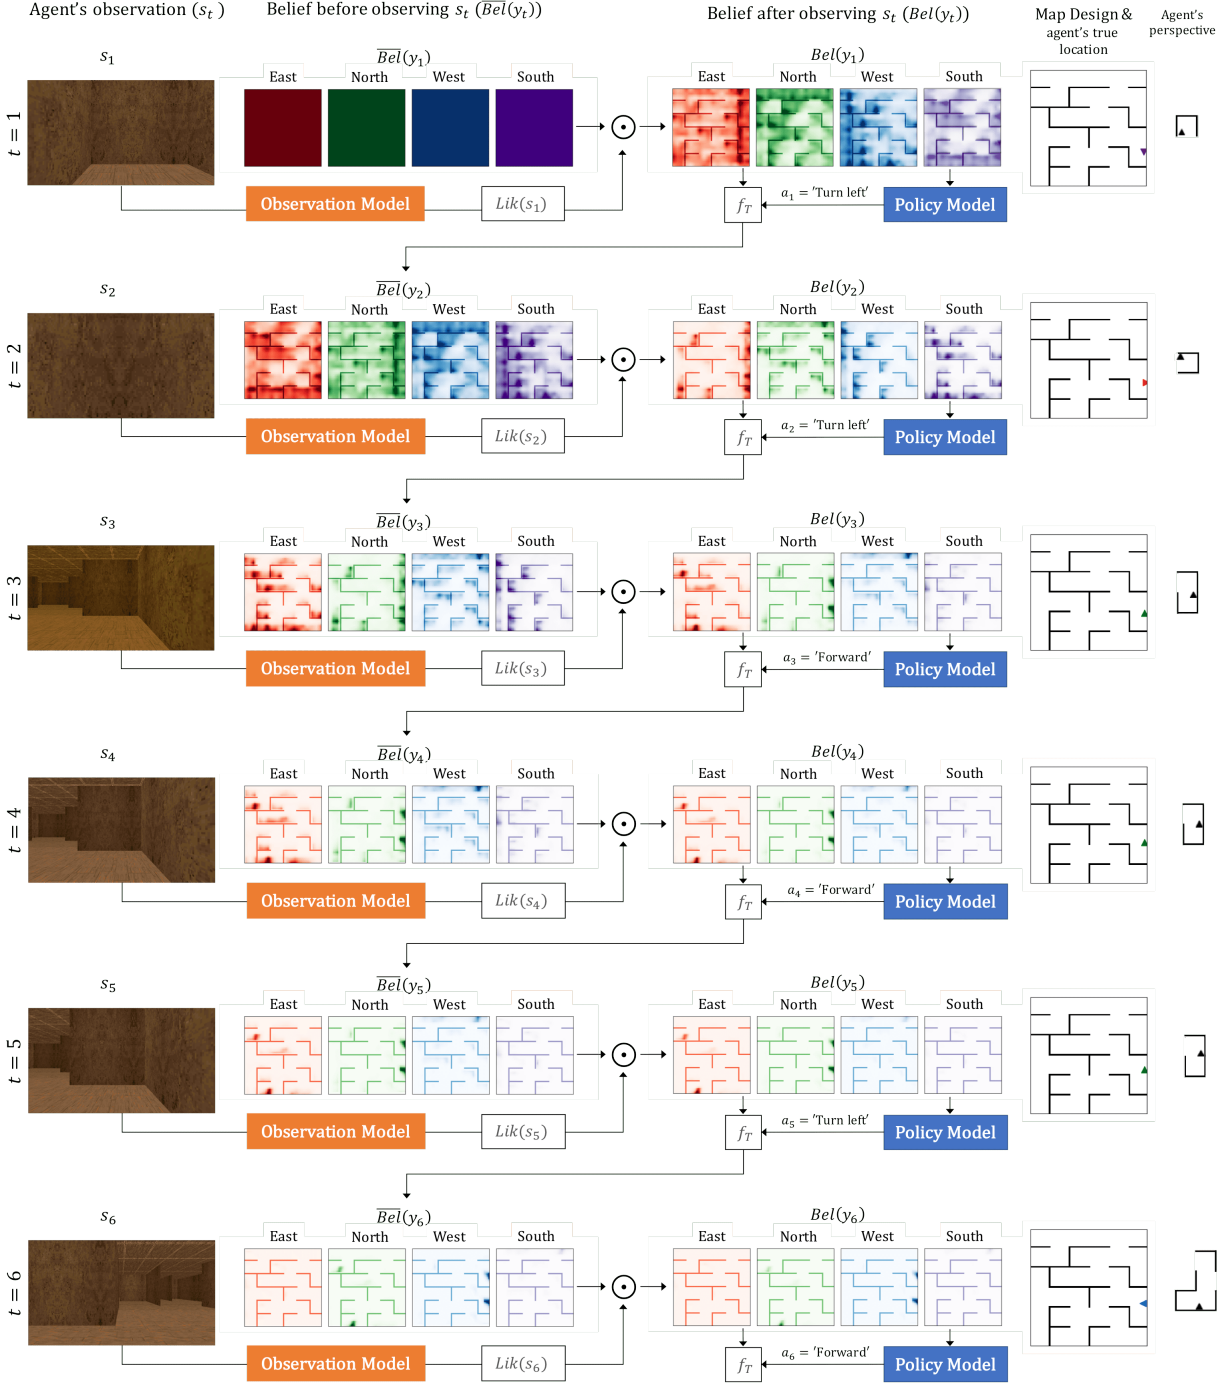 Agent's observation (s_t)
Belief before observing s_t (B̅e̅l̅(y_t))
Belief after observing s_t (Bel(y_t))
Map Design & agent's true location
Agent's perspective
t = 1
s_1
B̅e̅l̅(y_1)
East North West South
Bel(y_1)
East North West South
Observation Model
Lik(s_1)
f_T
a_1 = 'Turn left'
Policy Model
t = 2
s_2
B̅e̅l̅(y_2)
East North West South
Bel(y_2)
East North West South
Observation Model
Lik(s_2)
f_T
a_2 = 'Turn left'
Policy Model
t = 3
s_3
B̅e̅l̅(y_3)
East North West South
Bel(y_3)
East North West South
Observation Model
Lik(s_3)
f_T
a_3 = 'Forward'
Policy Model
t = 4
s_4
B̅e̅l̅(y_4)
East North West South
Bel(y_4)
East North West South
Observation Model
Lik(s_4)
f_T
a_4 = 'Forward'
Policy Model
t = 5
s_5
B̅e̅l̅(y_5)
East North West South
Bel(y_5)
East North West South
Observation Model
Lik(s_5)
f_T
a_5 = 'Turn left'
Policy Model
t = 6
s_6
B̅e̅l̅(y_6)
East North West South
Bel(y_6)
East North West South
Observation Model
Lik(s_6)
f_T
a_6 = 'Forward'
Policy Model